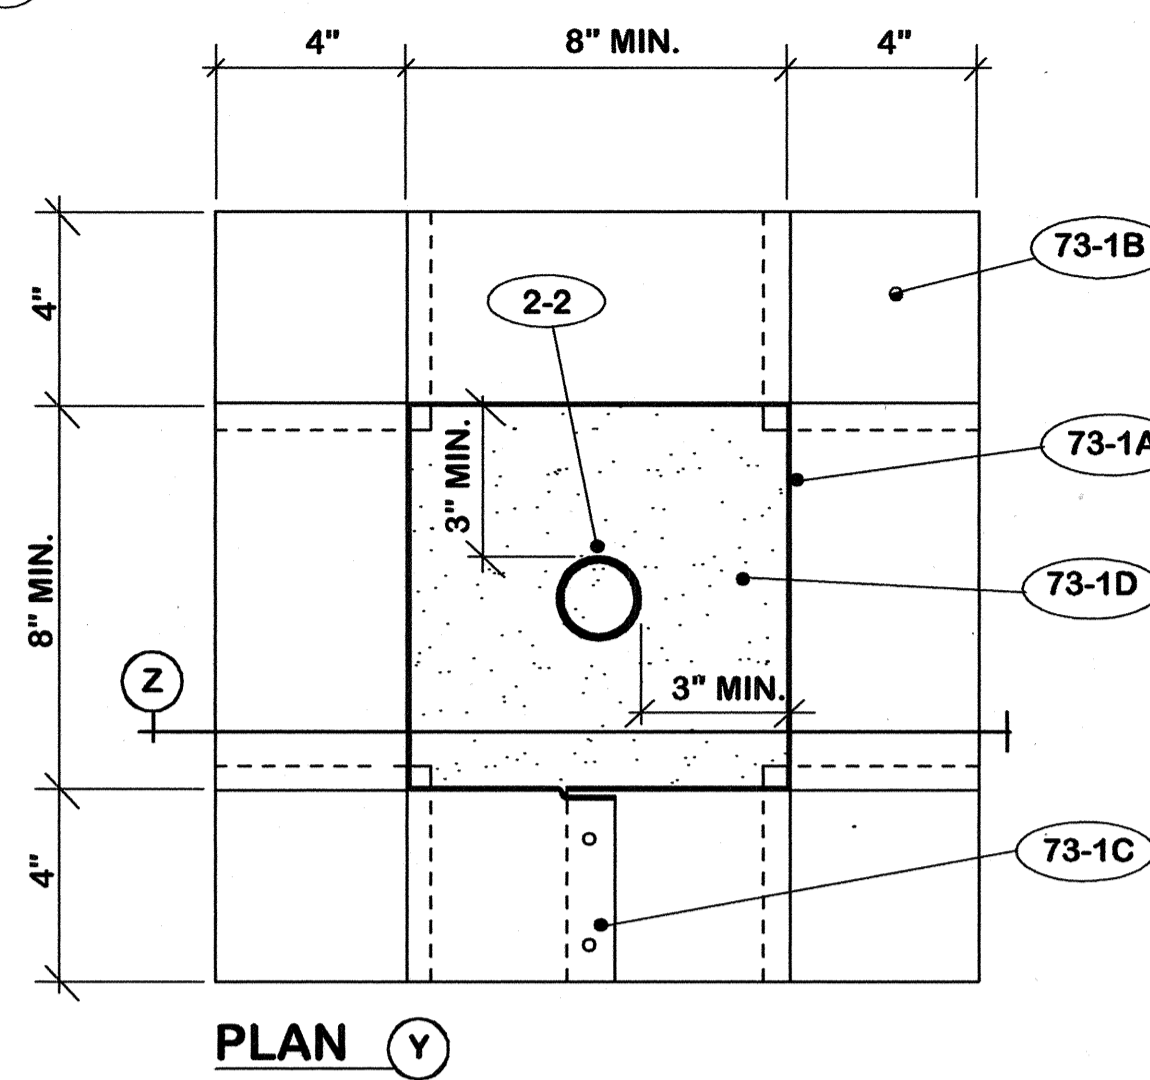 4" 8" MIN. 4"
73-1B
2-2
4"
73-1A
3" MIN.
8" MIN.
73-1D
Z
3" MIN.
4"
73-1C
PLAN Y